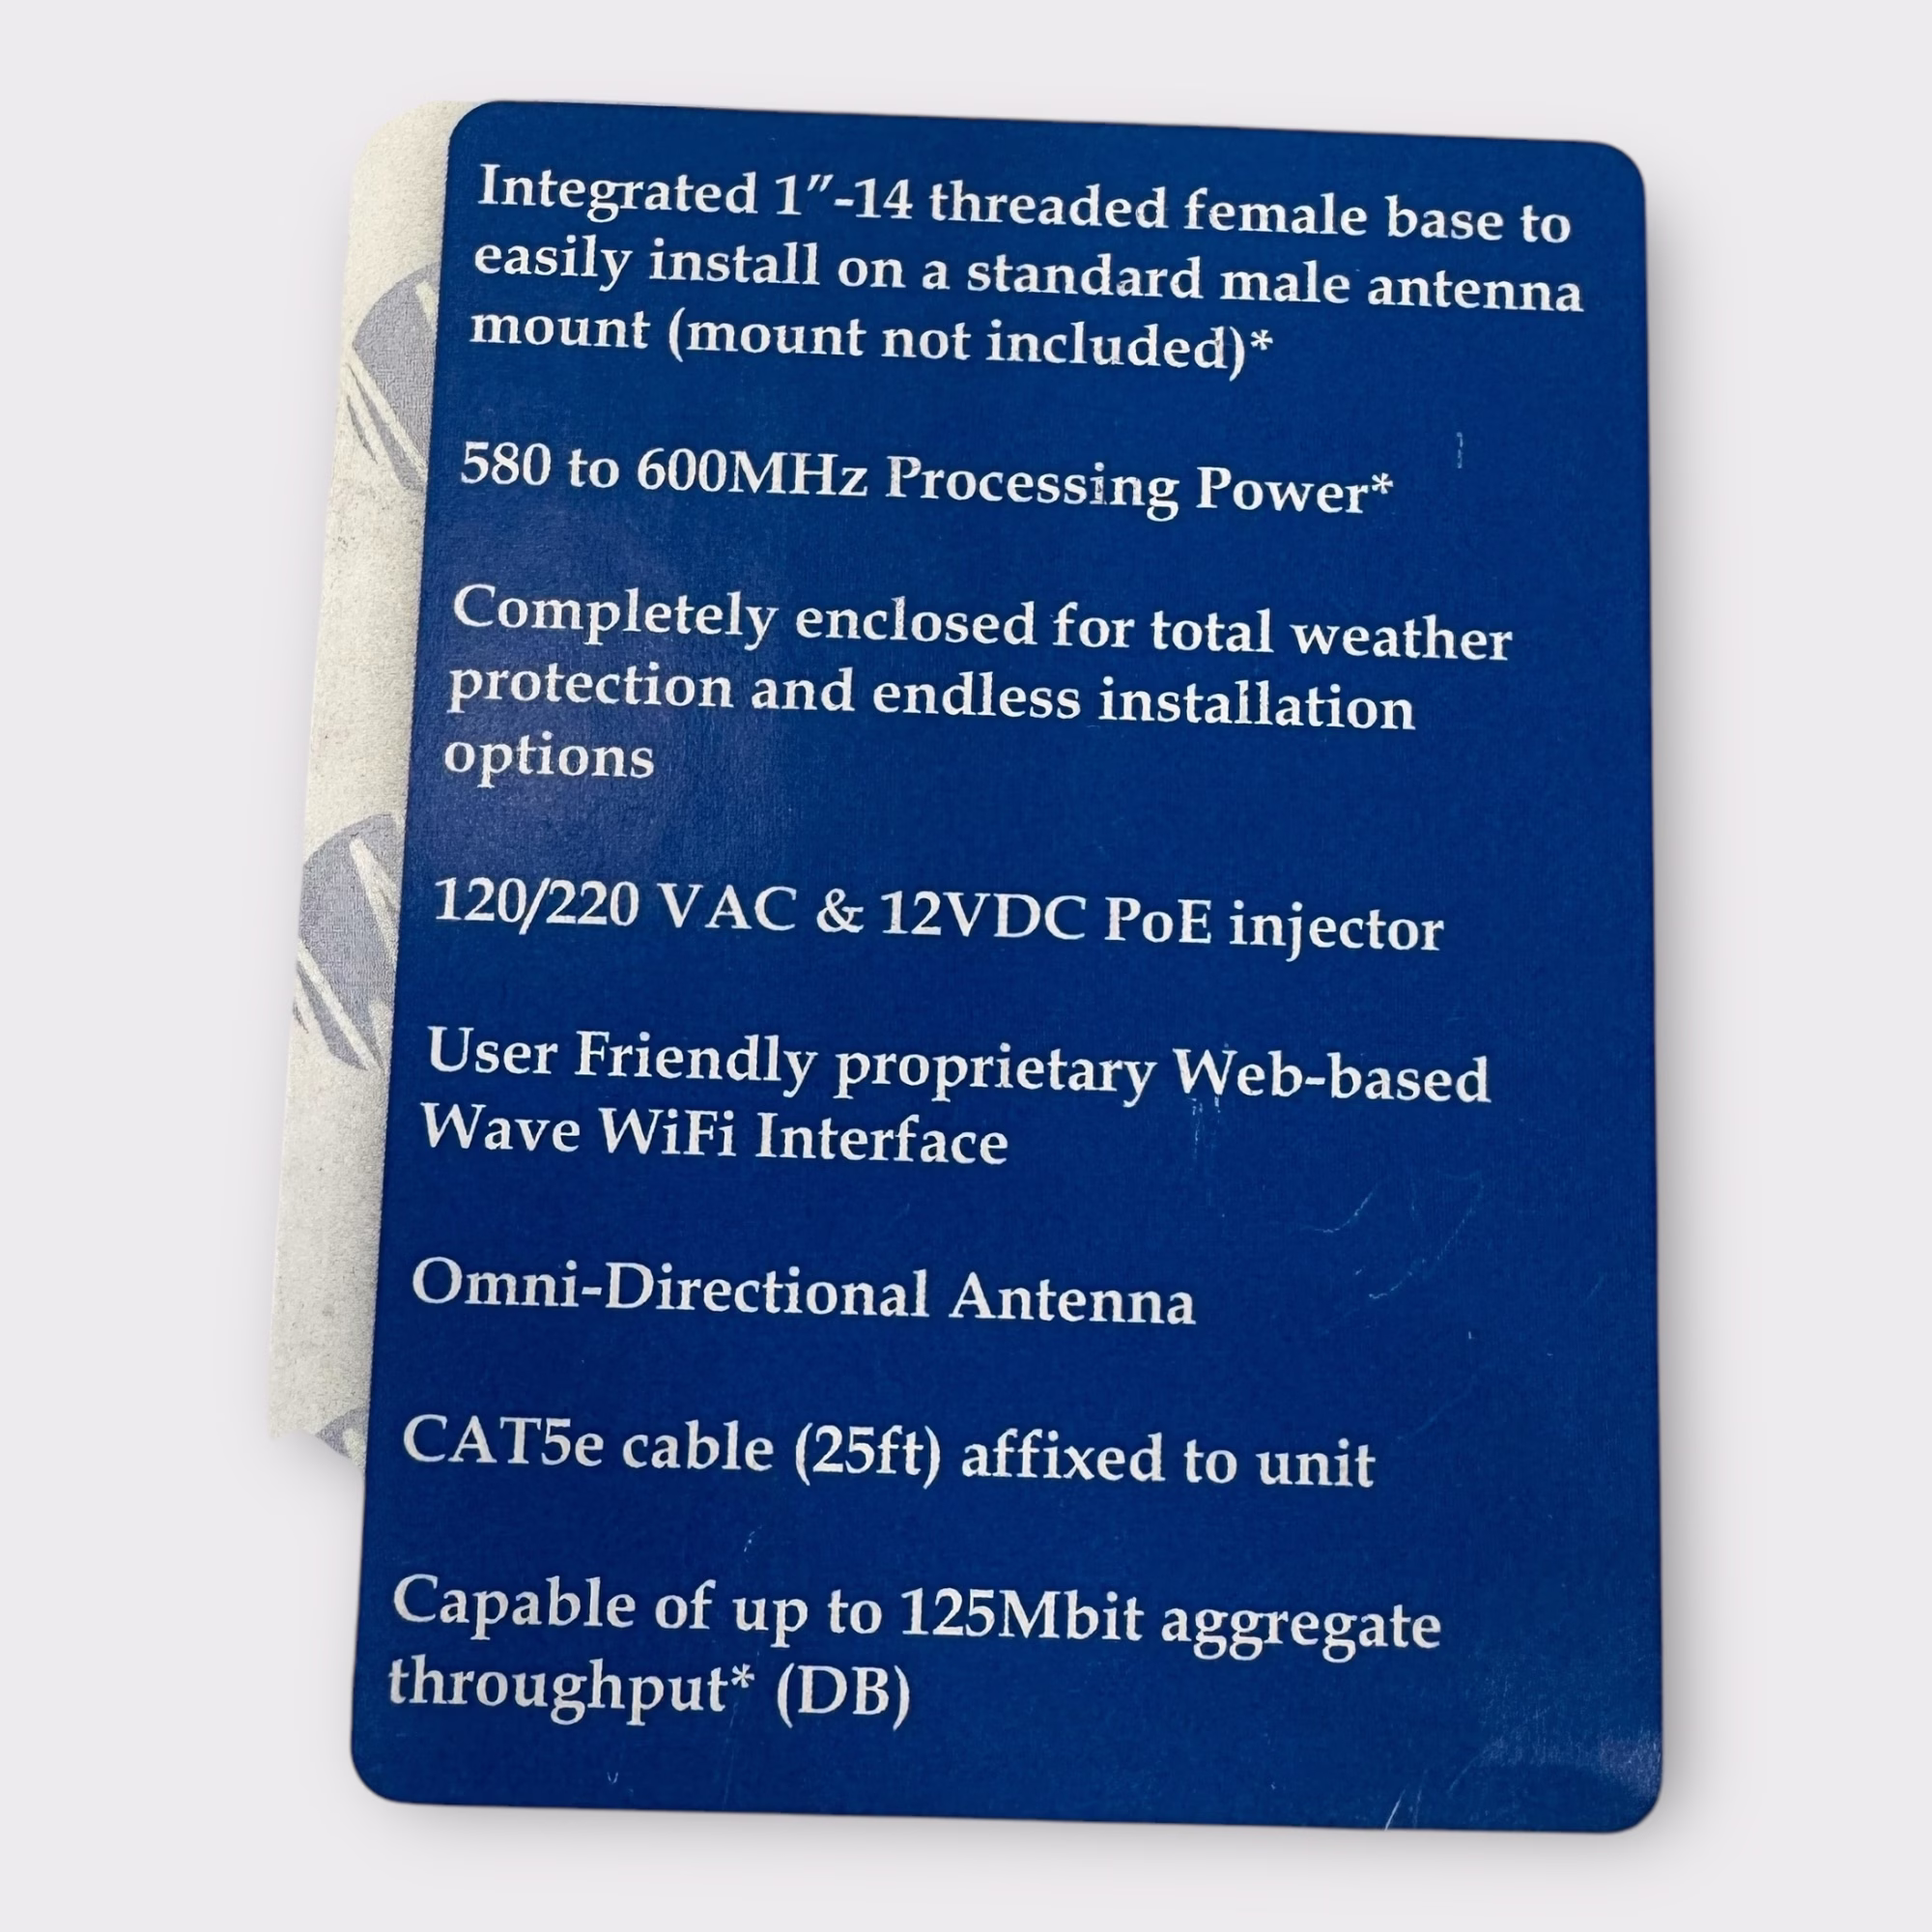 Integrated 1"-14 threaded female base to
easily install on a standard male antenna
mount (mount not included)*
580 to 600MHz Processing Power*
Completely enclosed for total weather
protection and endless installation
options
120/220 VAC & 12VDC PoE injector
User Friendly proprietary Web-based
Wave WiFi Interface
Omni-Directional Antenna
CAT5e cable (25ft) affixed to unit
Capable of up to 125Mbit aggregate
throughput* (DB)